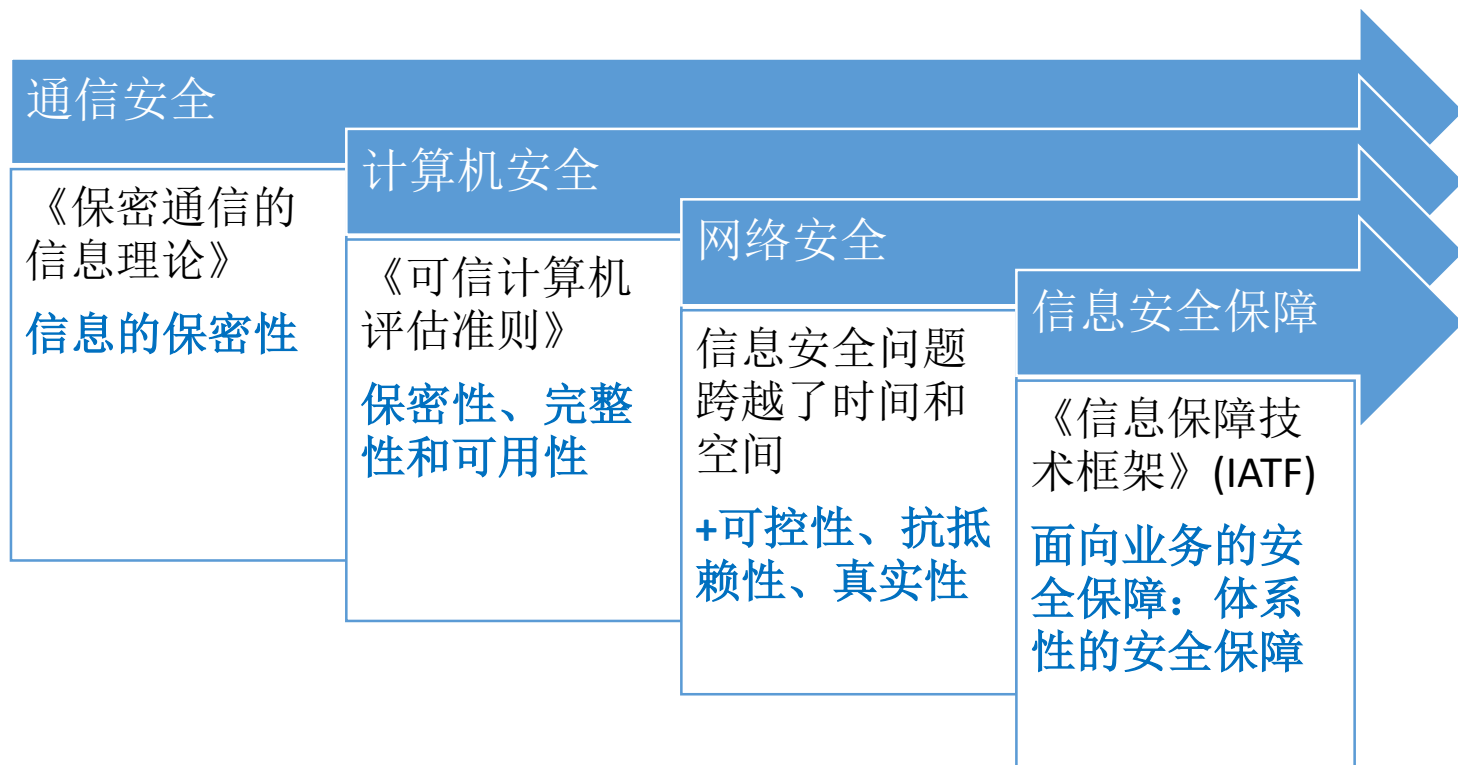 通信安全
《保密通信的
信息理论》
信息的保密性
计算机安全
《可信计算机
评估准则》
保密性、完整
性和可用性
网络安全
信息安全问题
跨越了时间和
空间
+可控性、抗抵
赖性、真实性
信息安全保障
《信息保障技
术框架》(IATF)
面向业务的安
全保障：体系
性的安全保障